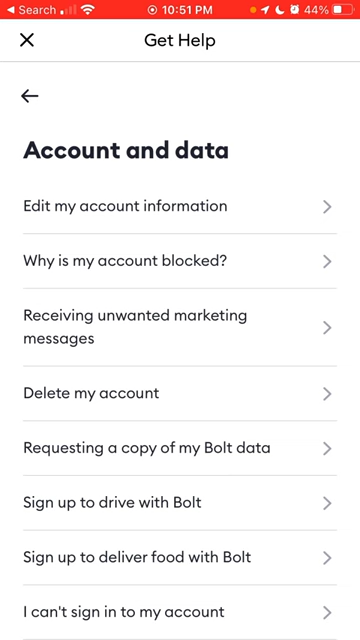 Search
10:51 PM
44%
Get Help
Account and data
Edit my account information
Why is my account blocked?
Receiving unwanted marketing
messages
Delete my account
Requesting a copy of my Bolt data
Sign up to drive with Bolt
Sign up to deliver food with Bolt
I can't sign in to my account